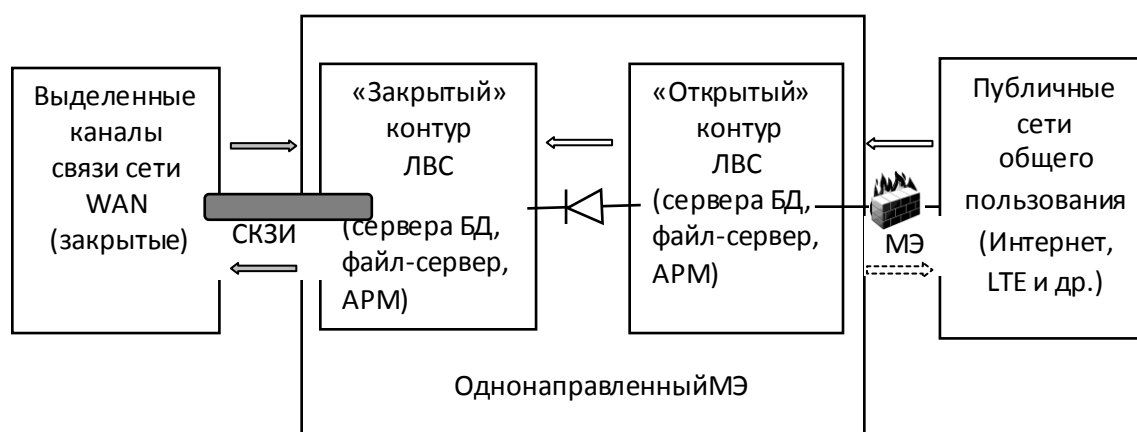 Выделенные
каналы
связи сети
WAN
(закрытые)
СКЗИ
«Закрытый»
контур
ЛВС
(сервера БД,
файл-сервер,
АРМ)
«Открытый»
контур
ЛВС
(сервера БД,
файл-сервер,
АРМ)
МЭ
Публичные
сети
общего
пользования
(Интернет,
LTE и др.)
ОднонаправленныйМЭ